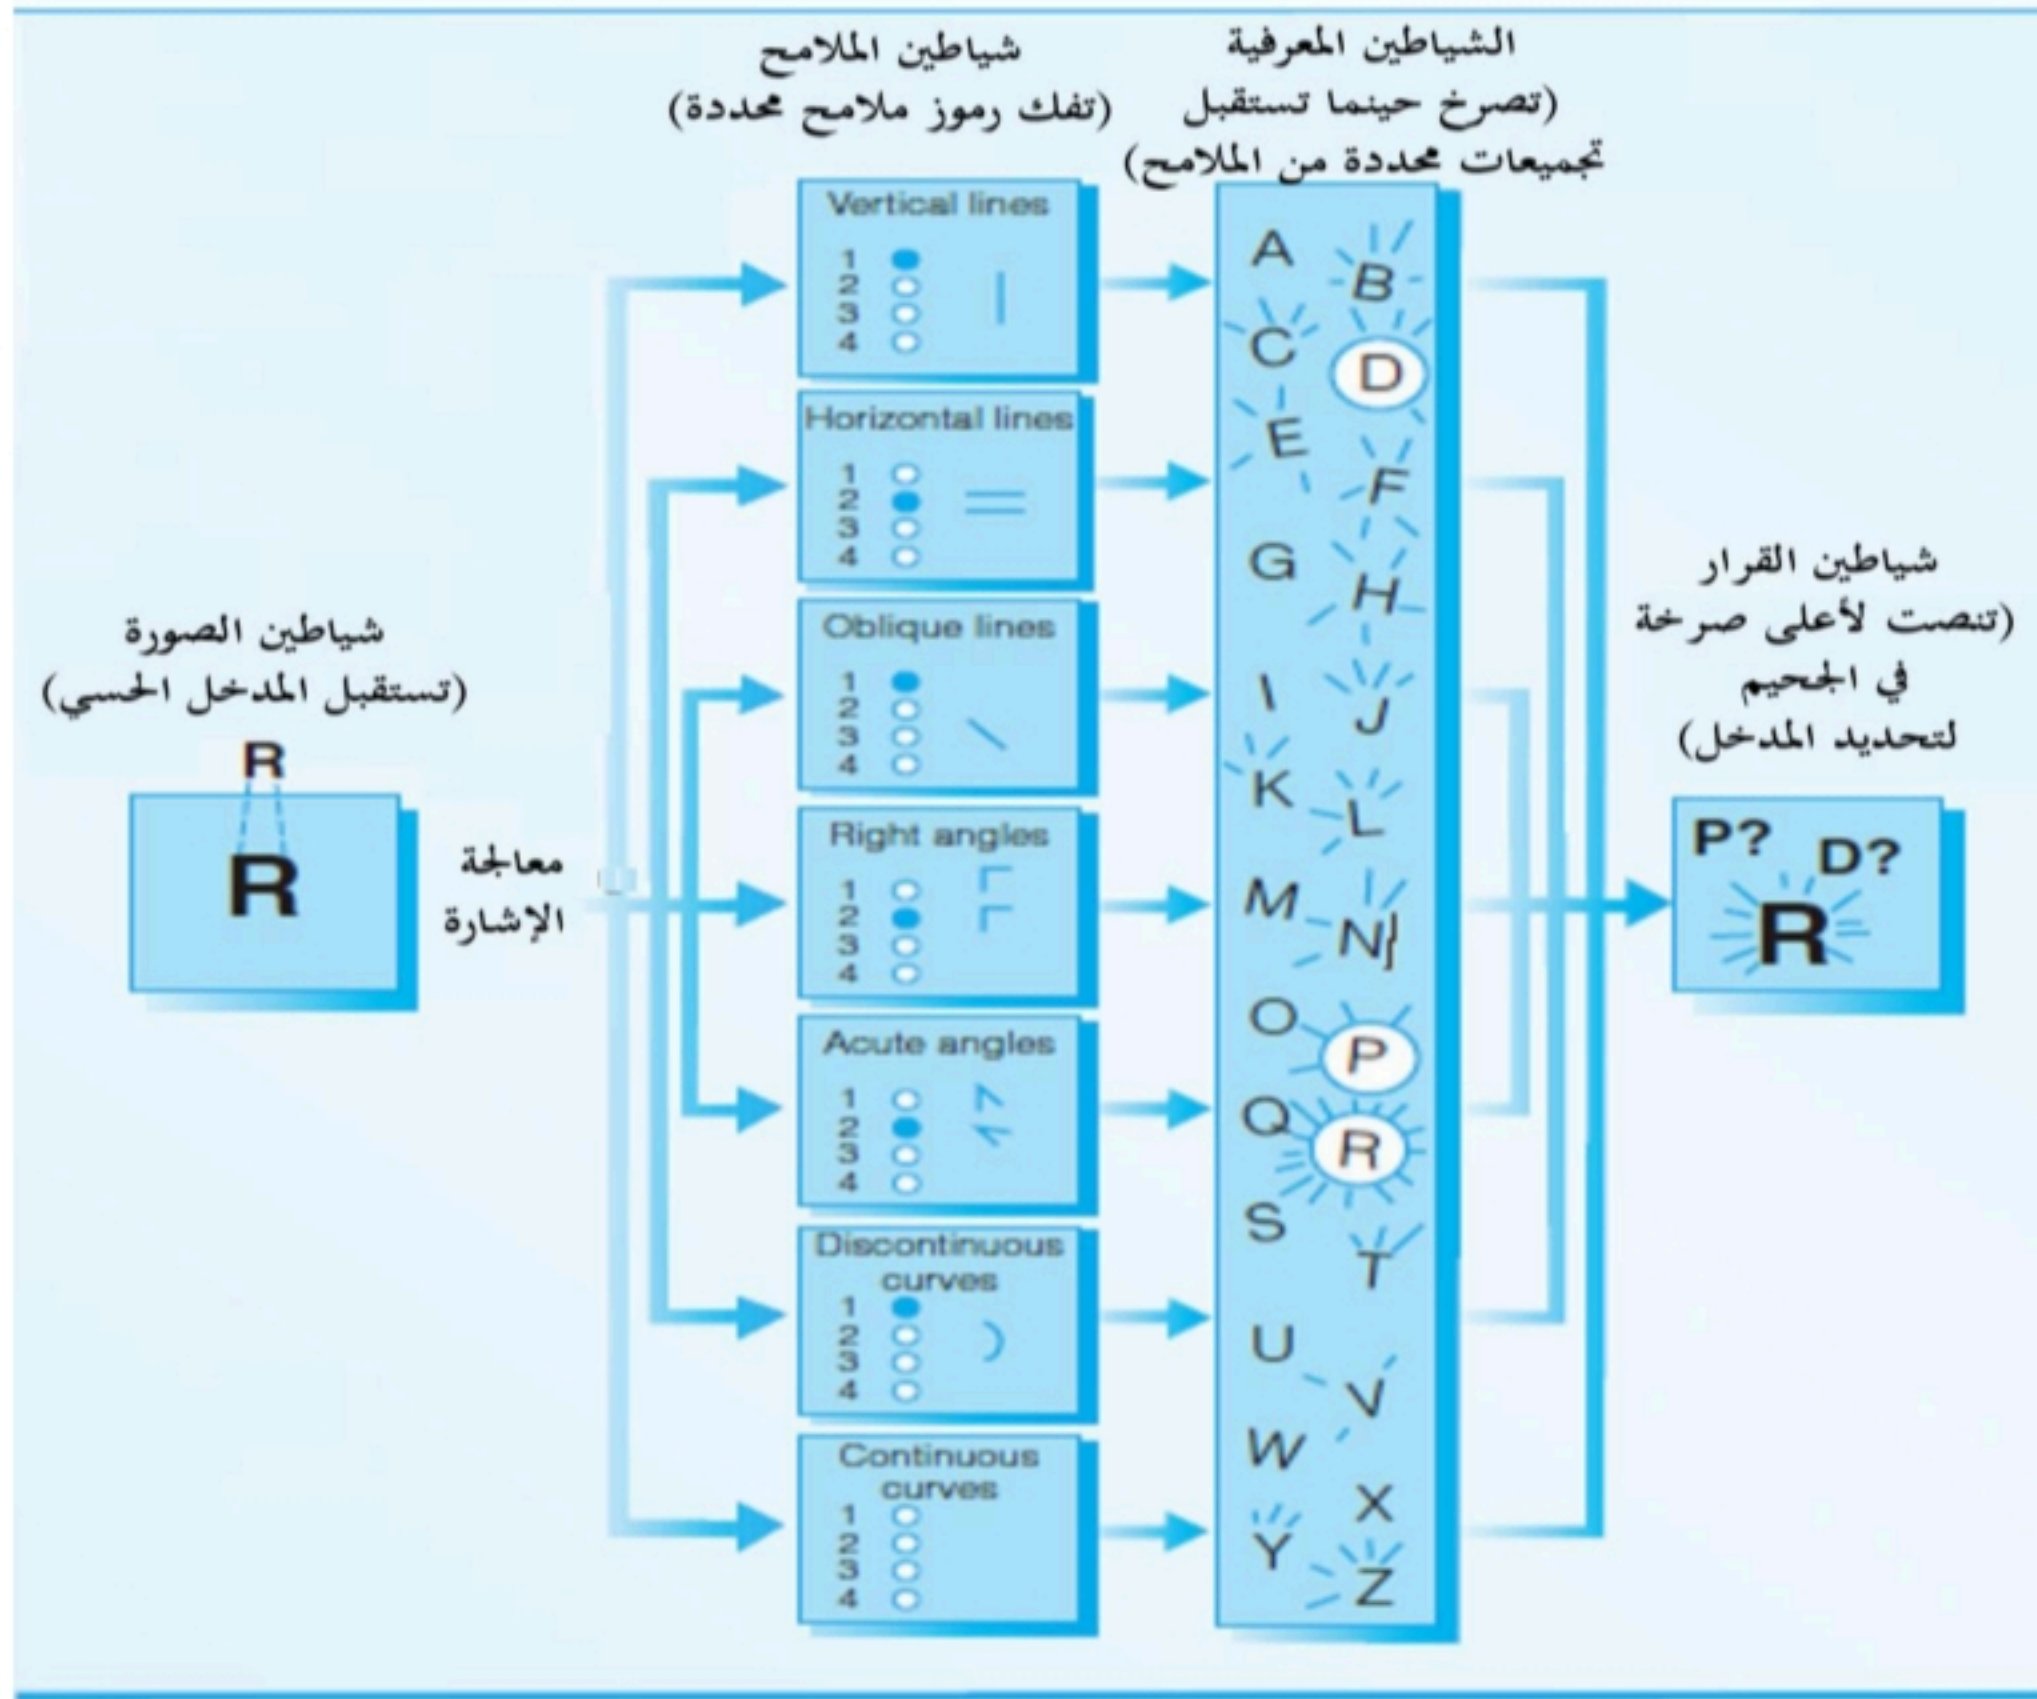 شياطين الملامح
(تفك رموز ملامح محددة)
الشياطين المعرفية
(تصرخ حينما تستقبل
تجميعات محددة من الملامح)
شياطين الصورة
(تستقبل المدخل الحسي)
R
R
معالجة
الإشارة
Vertical lines
1
2
3
4
Horizontal lines
1
2
3
4
Oblique lines
1
2
3
4
Right angles
1
2
3
4
Acute angles
1
2
3
4
Discontinuous
curves
1
2
3
4
Continuous
curves
1
2
3
4
A
B
C
D
E
F
G
H
I
J
K
L
M
N
O
P
Q
R
S
T
U
V
W
X
Y
Z
شياطين القرار
(تنصت لأعلى صرخة
في الجحيم
لتحديد المدخل)
P? D?
R